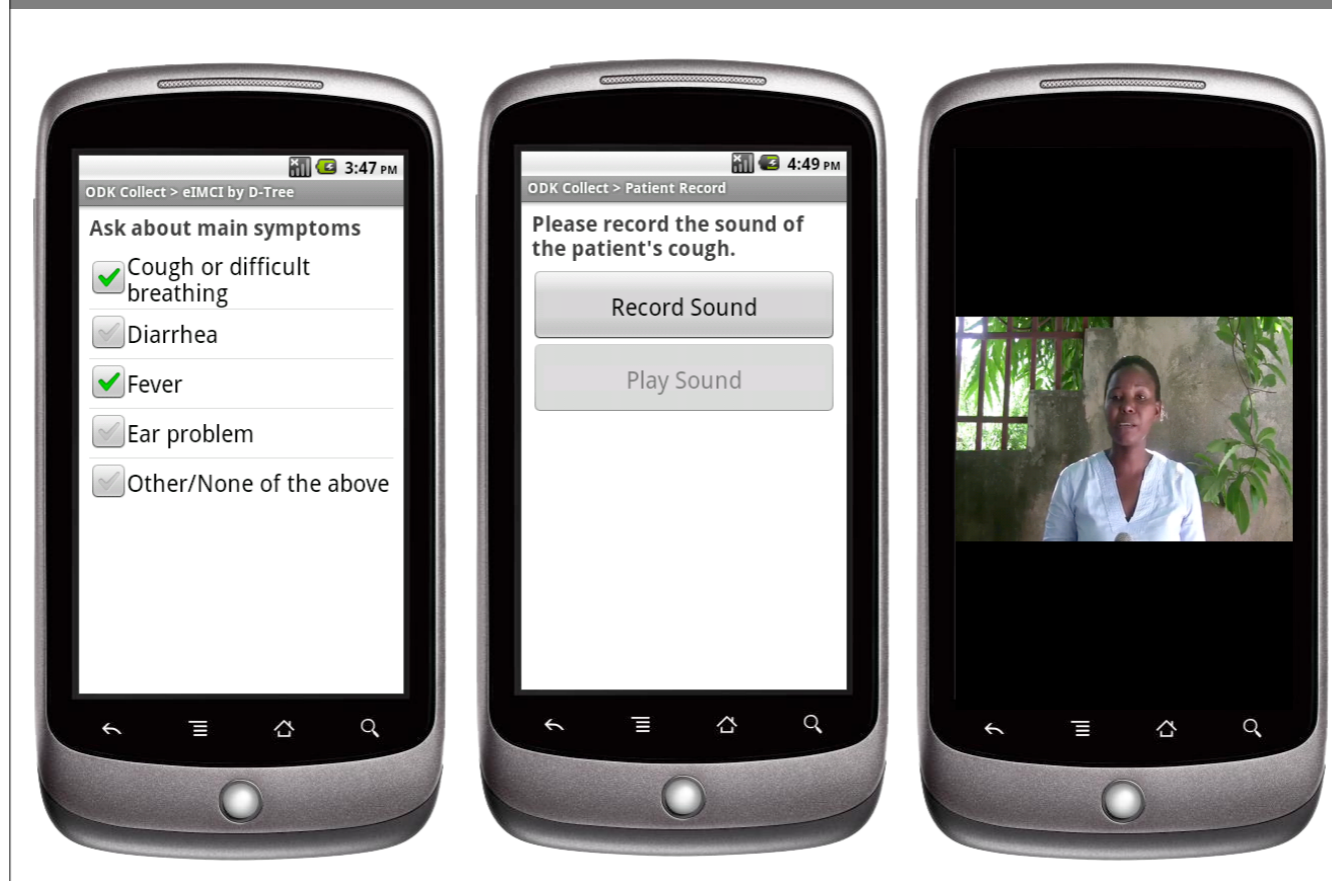 3:47 PM
ODK Collect > eIMCI by D-Tree
Ask about main symptoms
Cough or difficult
breathing
Diarrhea
Fever
Ear problem
Other/None of the above
4:49 PM
ODK Collect > Patient Record
Please record the sound of
the patient's cough.
Record Sound
Play Sound